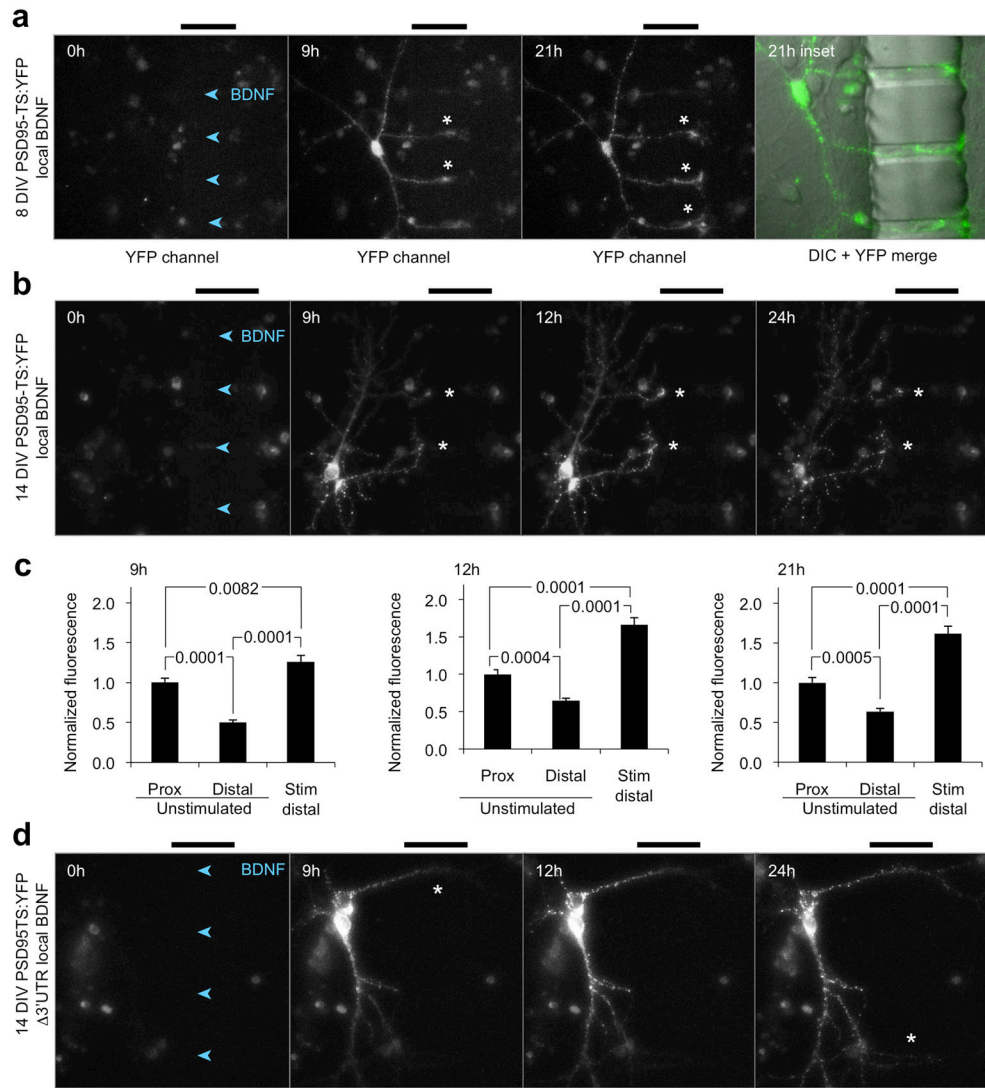 a
0h
BDNF
9h
21h
21h inset
8 DIV PSD95-TS:YFP
local BDNF
*
*
*
*
*
YFP channel
YFP channel
YFP channel
DIC + YFP merge
b
0h
BDNF
9h
12h
24h
14 DIV PSD95-TS:YFP
local BDNF
*
*
*
*
*
*
c
9h
Normalized fluorescence
2.0
1.5
1.0
0.5
0.0
0.0082
0.0001
0.0001
Prox
Distal
Stim
distal
Unstimulated
12h
Normalized fluorescence
2.0
1.5
1.0
0.5
0.0
0.0001
0.0001
0.0004
Prox
Distal
Stim
distal
Unstimulated
21h
Normalized fluorescence
2.0
1.5
1.0
0.5
0.0
0.0001
0.0001
0.0005
Prox
Distal
Stim
distal
Unstimulated
d
0h
BDNF
9h
12h
24h
14 DIV PSD95TS:YFP
Δ3'UTR local BDNF
*
*